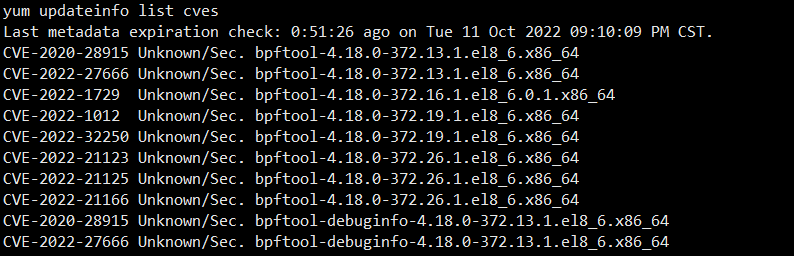 yum updateinfo list cves
Last metadata expiration check: 0:51:26 ago on Tue 11 Oct 2022 09:10:09 PM CST.
CVE-2020-28915 Unknown/Sec. bpftool-4.18.0-372.13.1.el8_6.x86_64
CVE-2022-27666 Unknown/Sec. bpftool-4.18.0-372.13.1.el8_6.x86_64
CVE-2022-1729  Unknown/Sec. bpftool-4.18.0-372.16.1.el8_6.0.1.x86_64
CVE-2022-1012  Unknown/Sec. bpftool-4.18.0-372.19.1.el8_6.x86_64
CVE-2022-32250 Unknown/Sec. bpftool-4.18.0-372.19.1.el8_6.x86_64
CVE-2022-21123 Unknown/Sec. bpftool-4.18.0-372.26.1.el8_6.x86_64
CVE-2022-21125 Unknown/Sec. bpftool-4.18.0-372.26.1.el8_6.x86_64
CVE-2022-21166 Unknown/Sec. bpftool-4.18.0-372.26.1.el8_6.x86_64
CVE-2020-28915 Unknown/Sec. bpftool-debuginfo-4.18.0-372.13.1.el8_6.x86_64
CVE-2022-27666 Unknown/Sec. bpftool-debuginfo-4.18.0-372.13.1.el8_6.x86_64